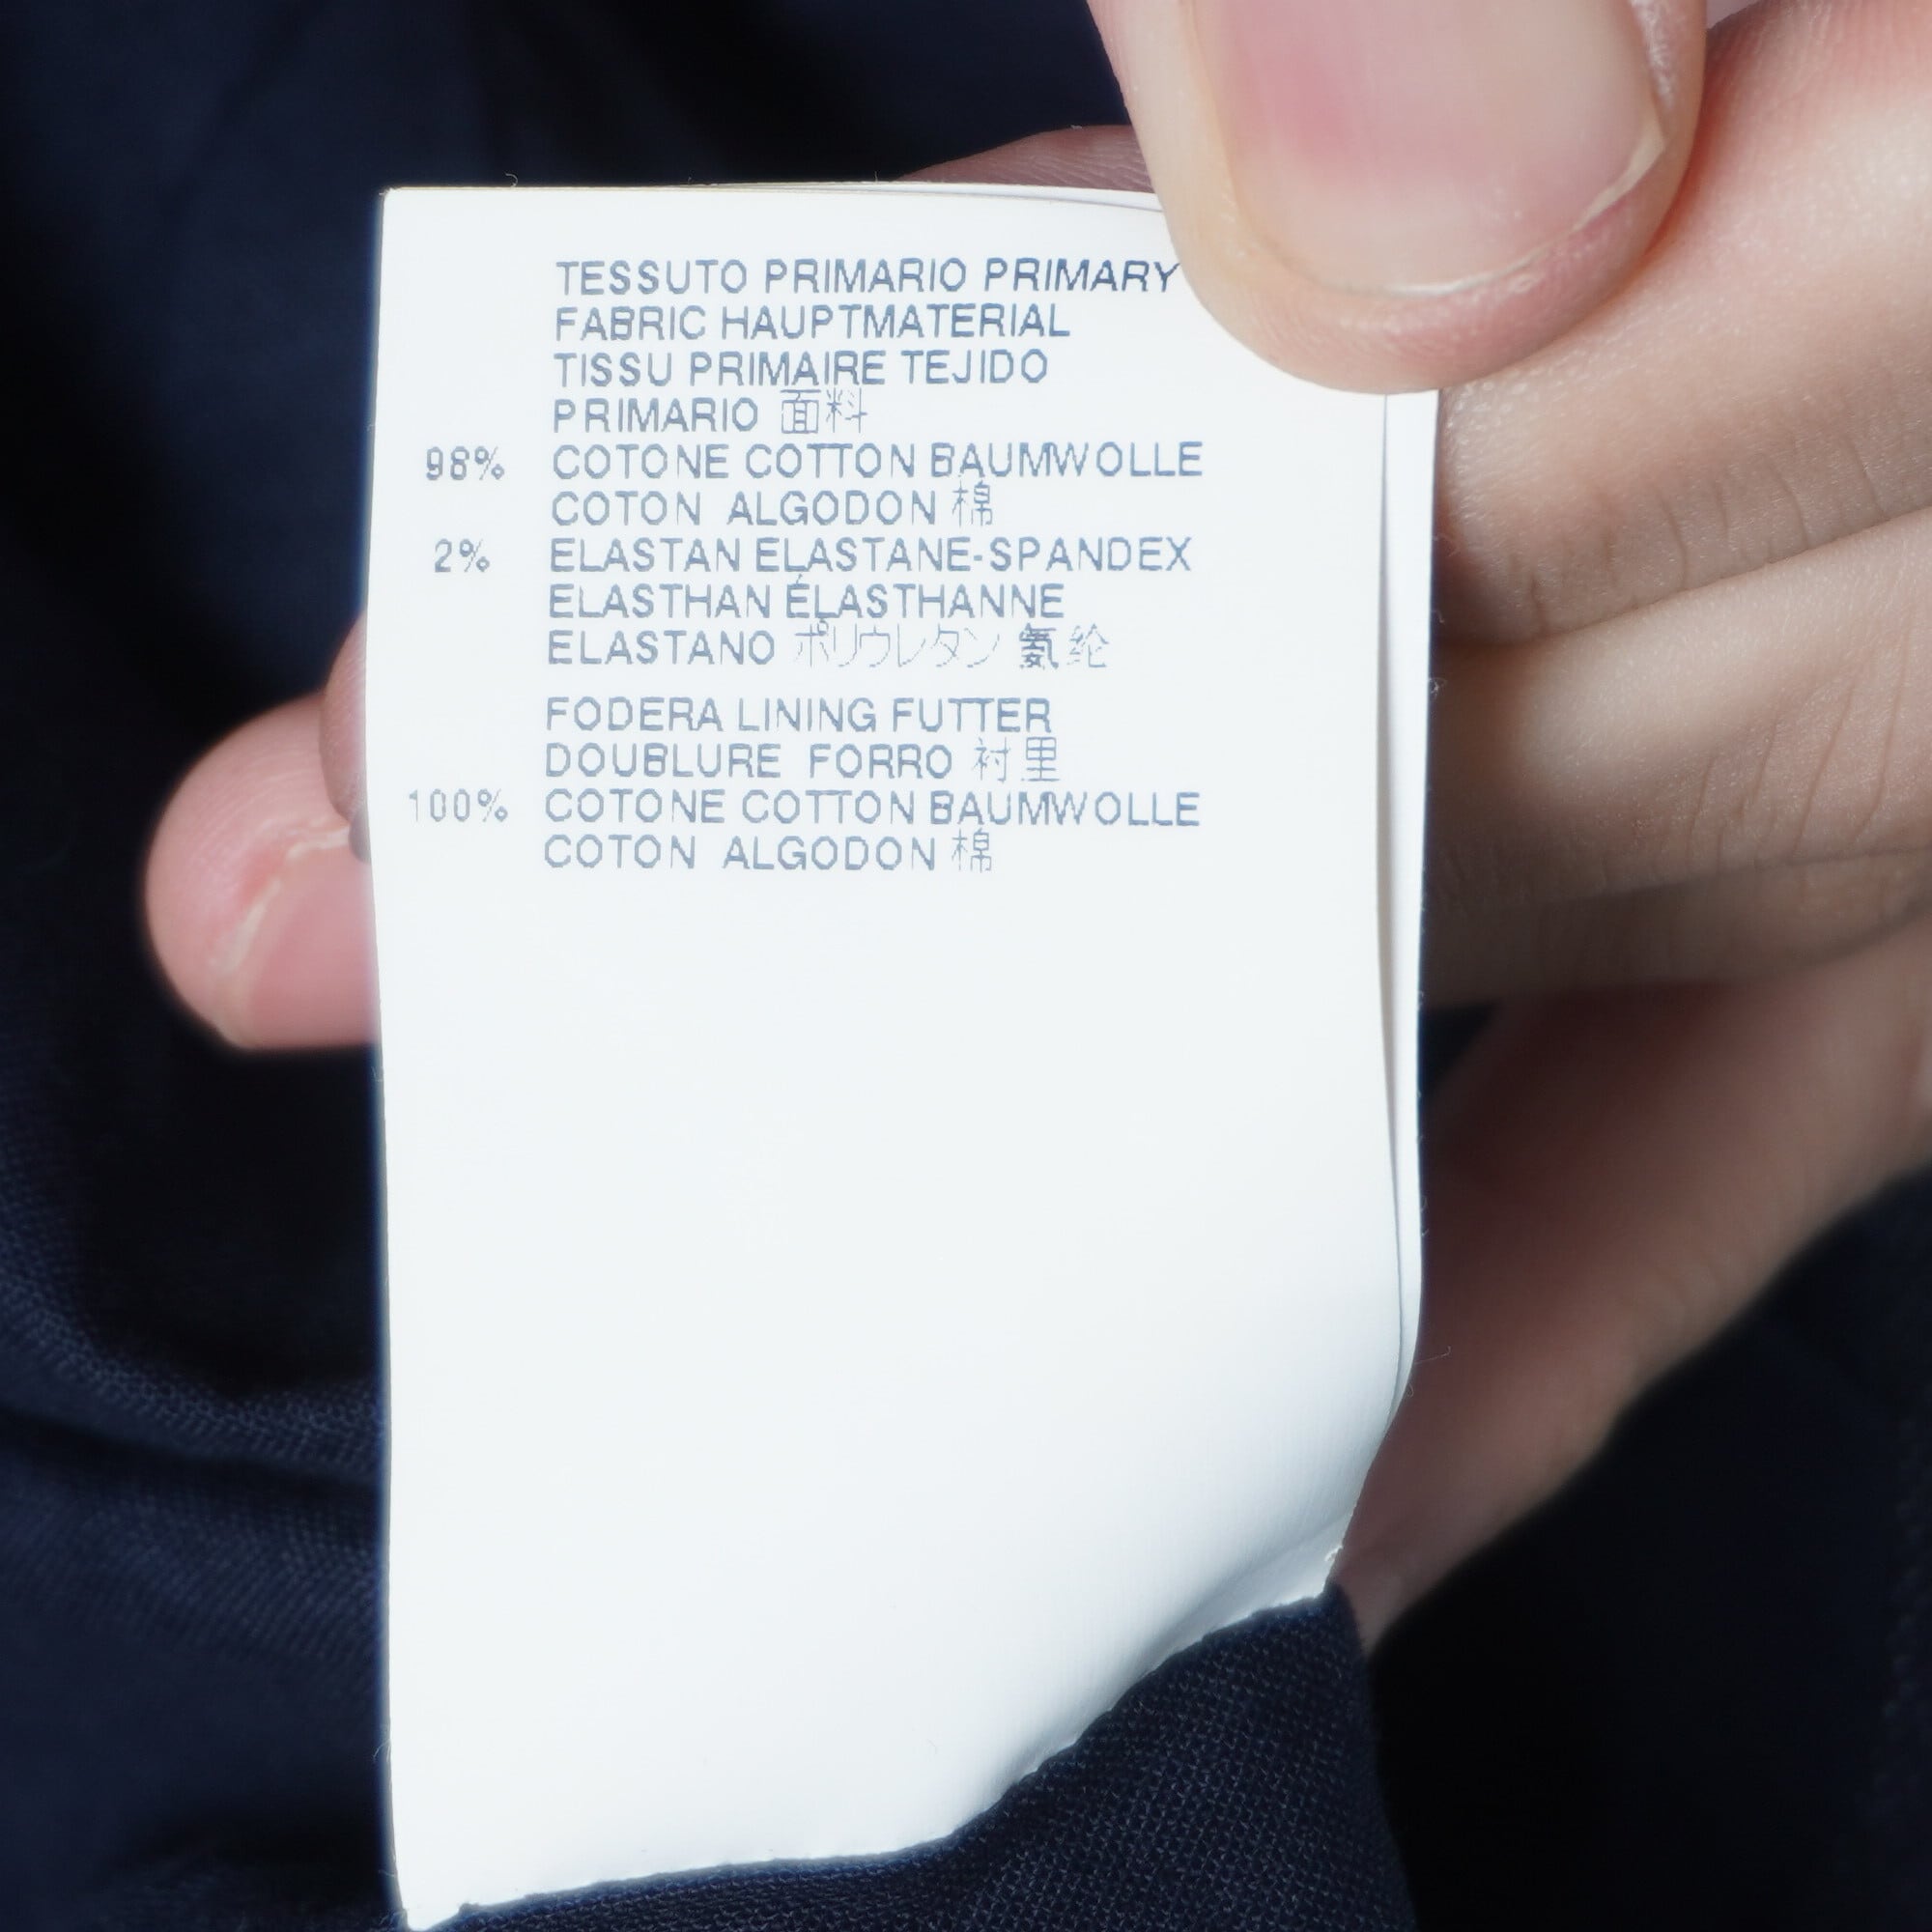 TESSUTO PRIMARIO PRIMARY
FABRIC HAUPTMATERIAL
TISSU PRIMAIRE TEJIDO
PRIMARIO 面料
98% COTONE COTTON BAUMWOLLE
COTON ALGODON 棉
2% ELASTAN ELASTANE-SPANDEX
ELASTHAN ÉLASTHANNE
ELASTANO ポリウレタン 氨纶
FODERA LINING FUTTER
DOUBLURE FORRO 衬里
100% COTONE COTTON BAUMWOLLE
COTON ALGODON 棉